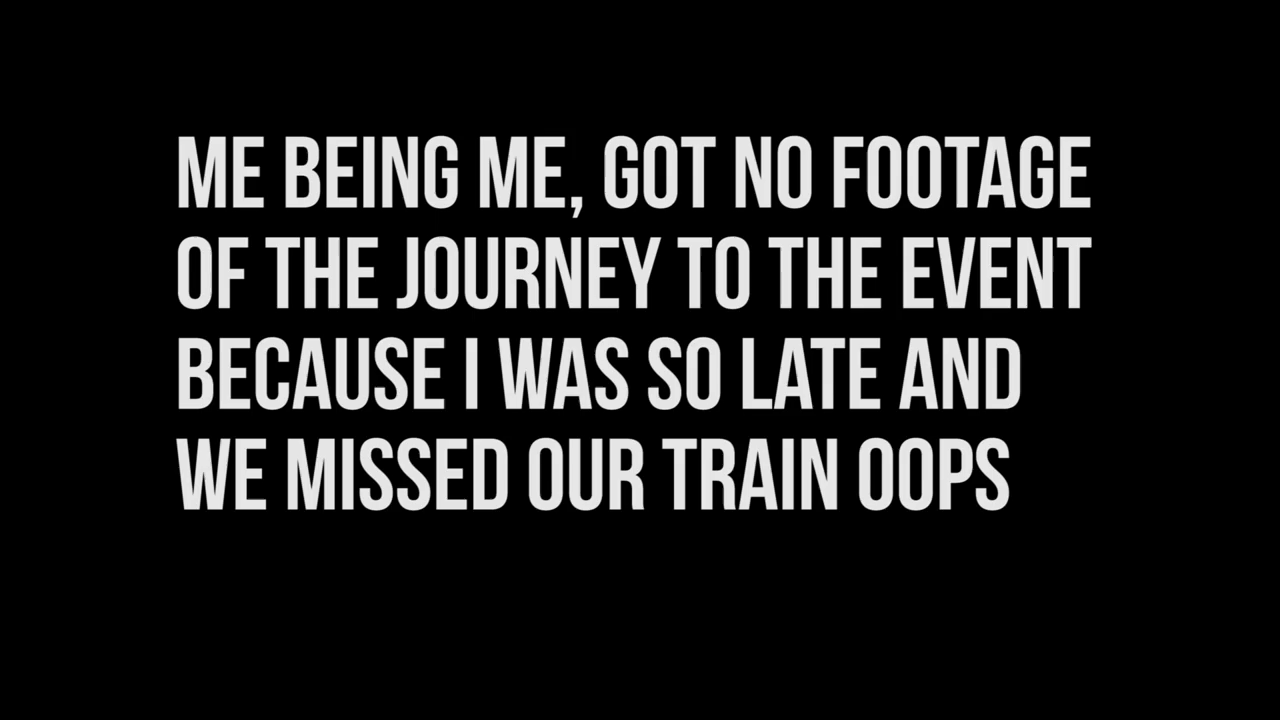 ME BEING ME, GOT NO FOOTAGE
OF THE JOURNEY TO THE EVENT
BECAUSE I WAS SO LATE AND
WE MISSED OUR TRAIN OOPS